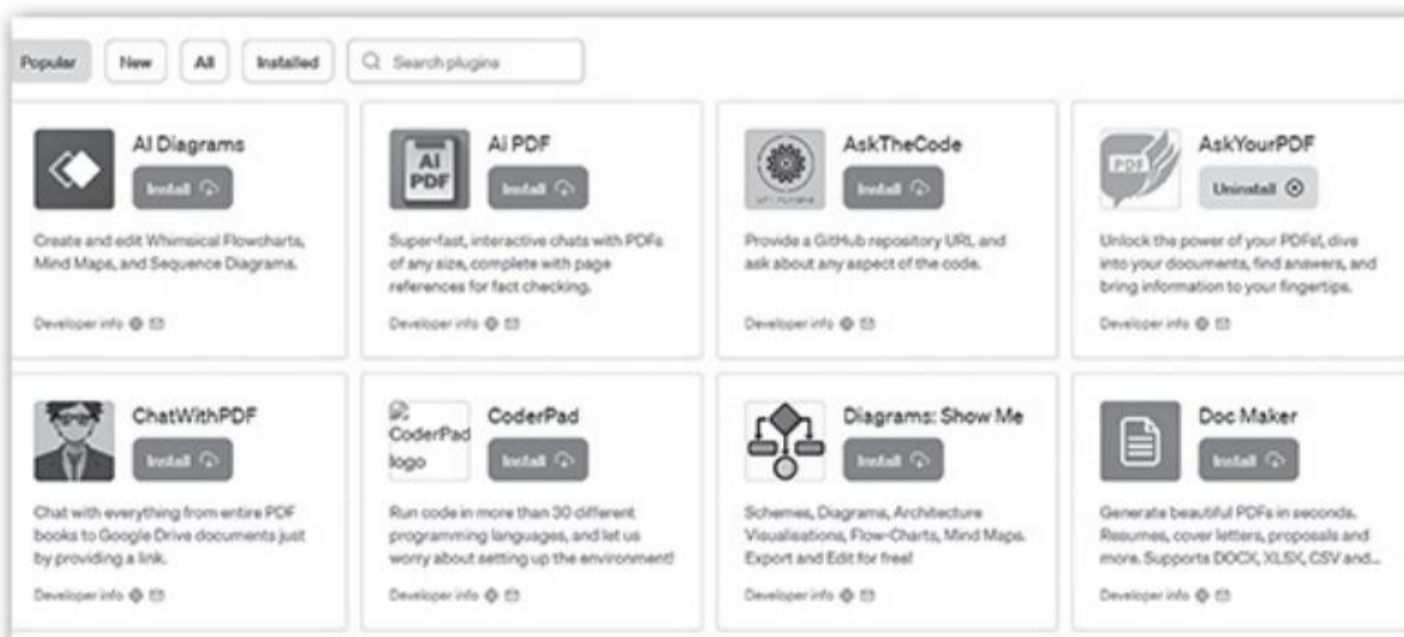 Popular New All Installed Search plugins
AI Diagrams
Install
Create and edit Whimsical Flowcharts,
Mind Maps, and Sequence Diagrams.
Developer info
AI
PDF
Ai PDF
Install
Super-fast, interactive chats with PDFs
of any size, complete with page
references for fact checking.
Developer info
AskTheCode
Install
Provide a GitHub repository URL and
ask about any aspect of the code.
Developer info
PDF
AskYourPDF
Uninstall
Unlock the power of your PDFs!, dive
into your documents, find answers, and
bring information to your fingertips.
Developer info
ChatWithPDF
Install
Chat with everything from entire PDF
books to Google Drive documents just
by providing a link.
Developer info
CoderPad
logo
CoderPad
Install
Run code in more than 30 different
programming languages, and let us
worry about setting up the environment!
Developer info
Diagrams: Show Me
Install
Schemes, Diagrams, Architecture
Visualisations, Flow-Charts, Mind Maps.
Export and Edit for free!
Developer info
Doc Maker
Install
Generate beautiful PDFs in seconds.
Resumes, cover letters, proposals and
more. Supports DOCX, XLSX, CSV and...
Developer info